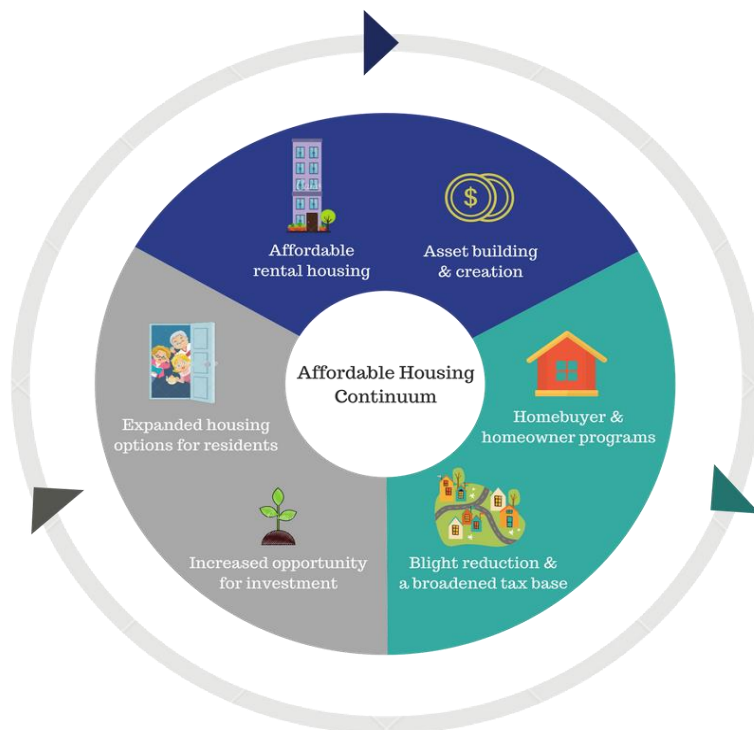 Affordable
rental housing
Asset building
& creation
Affordable Housing
Continuum
Homebuyer &
homeowner programs
Blight reduction &
a broadened tax base
Increased opportunity
for investment
Expanded housing
options for residents
$